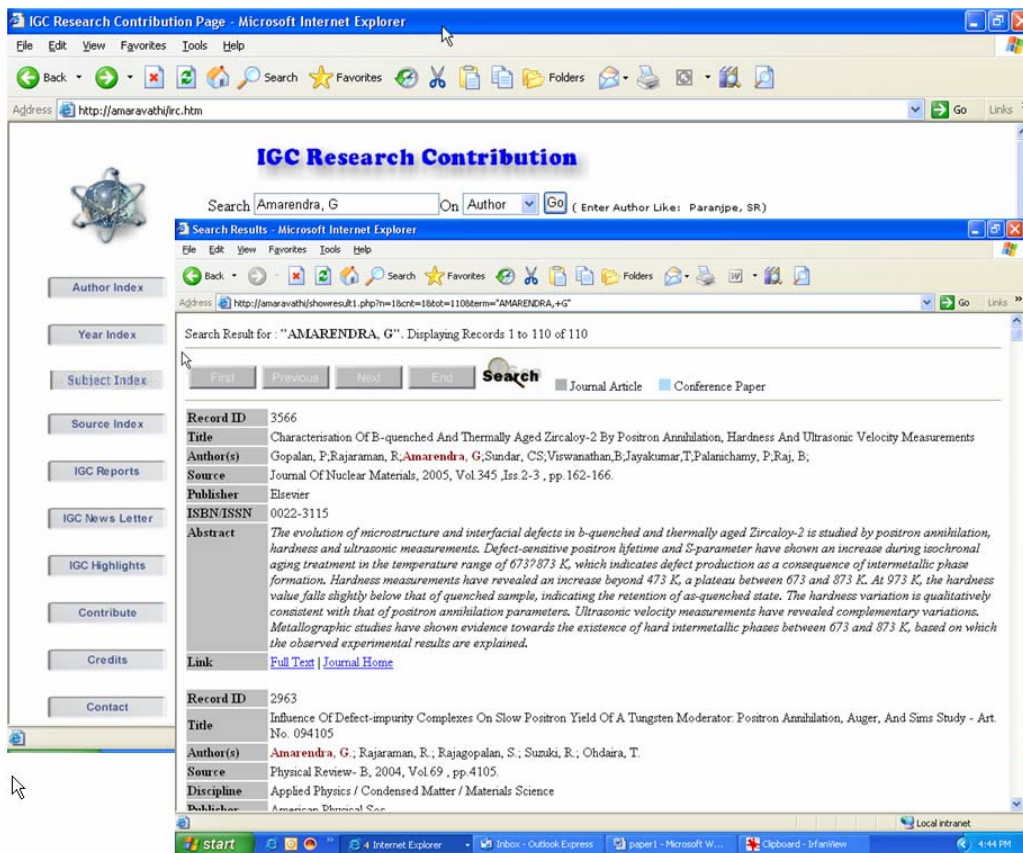 IGC Research Contribution Page - Microsoft Internet Explorer
File Edit View Favorites Tools Help
Back Search Favorites Folders
Address http://amaravathi/irc.htm Go Links
IGC Research Contribution
Search Amarendra, G On Author Go ( Enter Author Like: Paranjpe, SR)
Author Index
Year Index
Subject Index
Source Index
IGC Reports
IGC News Letter
IGC Highlights
Contribute
Credits
Contact
Search Results - Microsoft Internet Explorer
File Edit View Favorites Tools Help
Back Search Favorites Folders
Address http://amaravathi/showresult1.php?n=1&cnt=1&tot=110&term="AMARENDRA,+G" Go Links »
Search Result for : "AMARENDRA, G". Displaying Records 1 to 110 of 110
First Previous Next End Search Journal Article Conference Paper
Record ID 3566
Title Characterisation Of B-quenched And Thermally Aged Zircaloy-2 By Positron Annihilation, Hardness And Ultrasonic Velocity Measurements
Author(s) Gopalan, P;Rajaraman, R;Amarendra, G;Sundar, CS;Viswanathan,B;Jayakumar,T;Palanichamy, P;Raj, B;
Source Journal Of Nuclear Materials, 2005, Vol.345 ,Iss.2-3 , pp.162-166.
Publisher Elsevier
ISBN/ISSN 0022-3115
Abstract The evolution of microstructure and interfacial defects in b-quenched and thermally aged Zircaloy-2 is studied by positron annihilation,
hardness and ultrasonic measurements. Defect-sensitive positron lifetime and S-parameter have shown an increase during isochronal
aging treatment in the temperature range of 673?873 K, which indicates defect production as a consequence of intermetallic phase
formation. Hardness measurements have revealed an increase beyond 473 K, a plateau between 673 and 873 K. At 973 K, the hardness
value falls slightly below that of quenched sample, indicating the retention of as-quenched state. The hardness variation is qualitatively
consistent with that of positron annihilation parameters. Ultrasonic velocity measurements have revealed complementary variations.
Metallographic studies have shown evidence towards the existence of hard intermetallic phases between 673 and 873 K, based on which
the observed experimental results are explained.
Link Full Text | Journal Home
Record ID 2963
Title Influence Of Defect-impurity Complexes On Slow Positron Yield Of A Tungsten Moderator: Positron Annihilation, Auger, And Sims Study - Art.
No. 094105
Author(s) Amarendra, G.; Rajaraman, R.; Rajagopalan, S.; Suzuki, R.; Ohdaira, T.
Source Physical Review- B, 2004, Vol.69 , pp.4105.
Discipline Applied Physics / Condensed Matter / Materials Science
Publisher American Physical Soc
Local intranet
start 4 Internet Explorer Inbox - Outlook Express paper1 - Microsoft W... Clipboard - IrfanView 4:44 PM